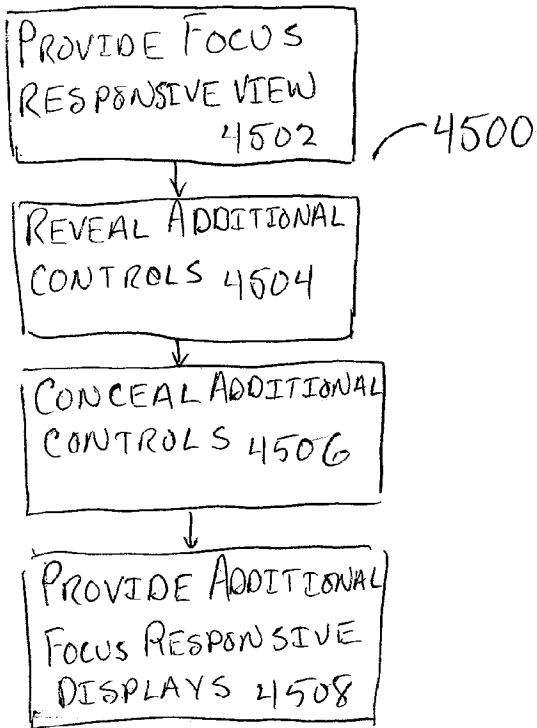 PROVIDE FOCUS
RESPONSIVE VIEW
4502
4500
REVEAL ADDITIONAL
CONTROLS 4504
CONCEAL ADDITIONAL
CONTROLS 4506
PROVIDE ADDITIONAL
FOCUS RESPONSIVE
DISPLAYS 4508